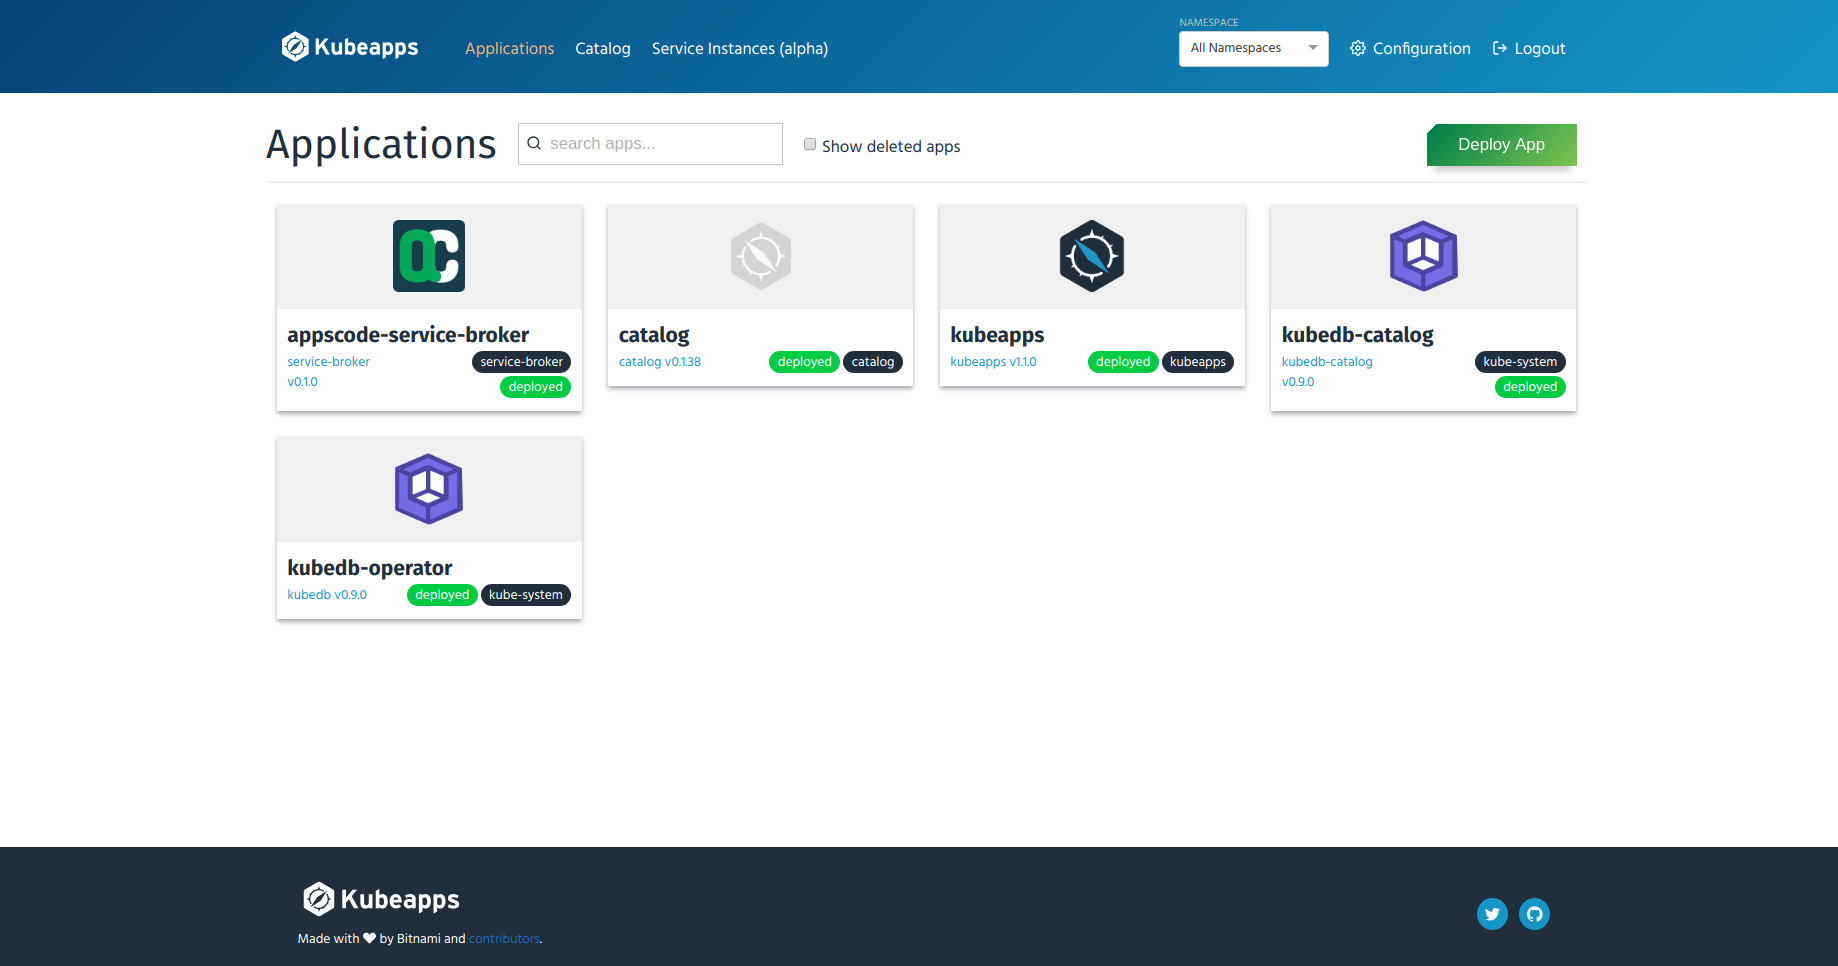 Kubeapps
Applications
Catalog
Service Instances (alpha)
NAMESPACE
All Namespaces
Configuration
Logout
Applications
search apps...
Show deleted apps
Deploy App
appscode-service-broker
service-broker
v0.1.0
service-broker
deployed
catalog
catalog v0.1.38
deployed
catalog
kubeapps
kubeapps v1.1.0
deployed
kubeapps
kubedb-catalog
kubedb-catalog
v0.9.0
kube-system
deployed
kubedb-operator
kubedb v0.9.0
deployed
kube-system
Kubeapps
Made with ❤ by Bitnami and contributors.